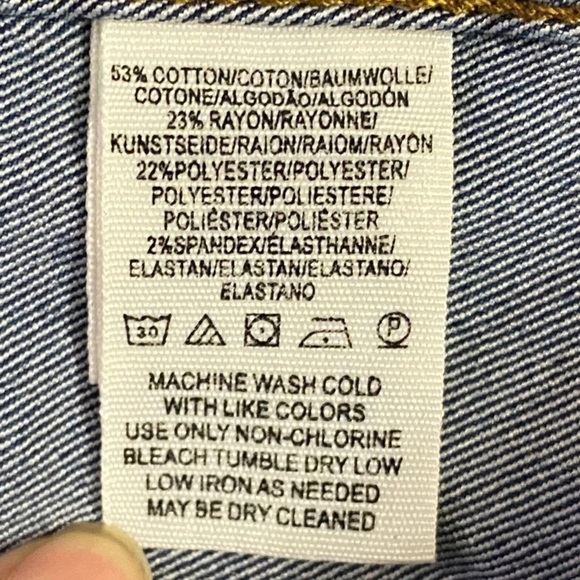 53% COTTON/COTON/BAUMWOLLE/
COTONE/ALGODÃO/ALGODÓN
23% RAYON/RAYONNE/
KUNSTSEIDE/RAION/RAIOM/RAYÓN
22%POLYESTER/POLYESTER/
POLYESTER/POLIESTERE/
POLIÉSTER/POLIÉSTER
2%SPANDEX/ÉLASTHANNE/
ELASTAN/ELASTAN/ELASTANO/
ELASTANO
30 P
MACHINE WASH COLD
WITH LIKE COLORS
USE ONLY NON-CHLORINE
BLEACH TUMBLE DRY LOW
LOW IRON AS NEEDED
MAY BE DRY CLEANED